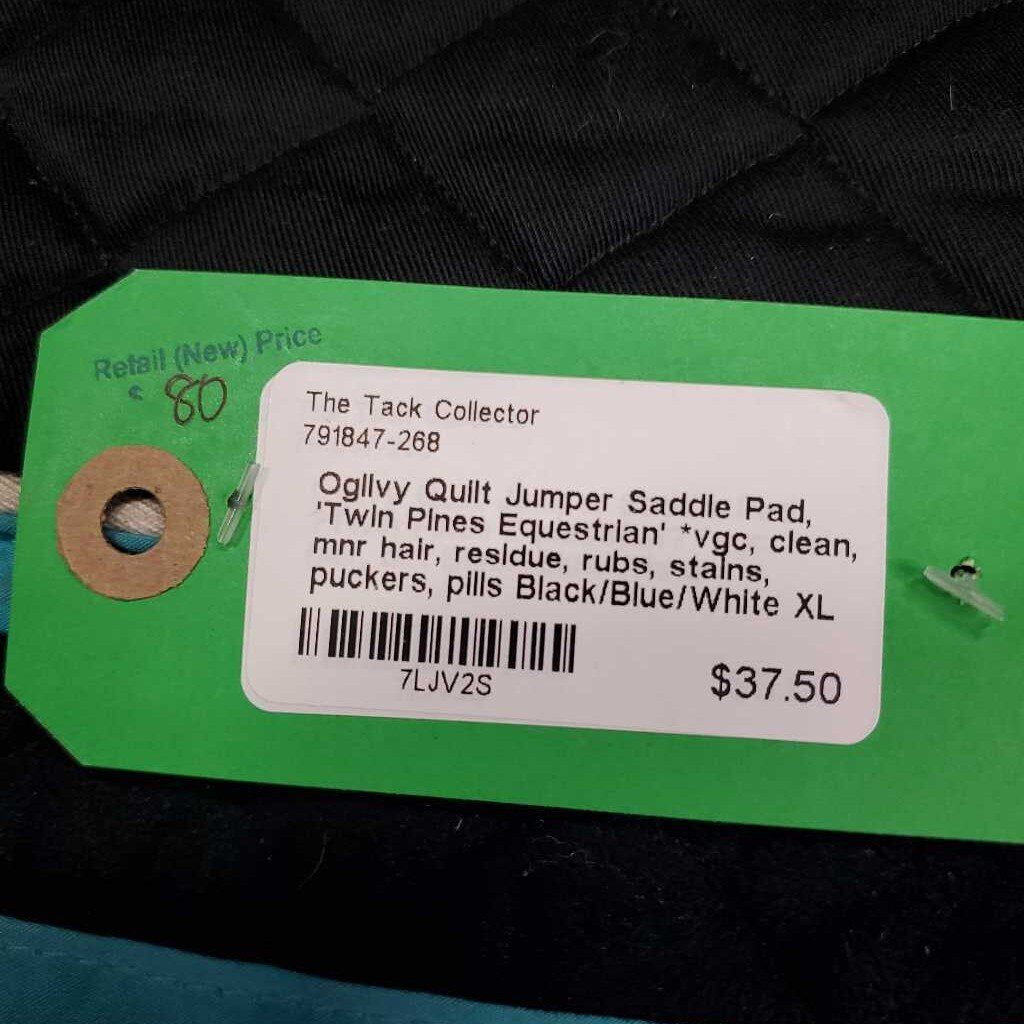 Retail (New) Price
$ 80
The Tack Collector
791847-268
Ogilvy Quilt Jumper Saddle Pad,
'Twin Pines Equestrian' *vgc, clean,
mnr hair, residue, rubs, stains,
puckers, pills Black/Blue/White XL
7LJV2S
$37.50